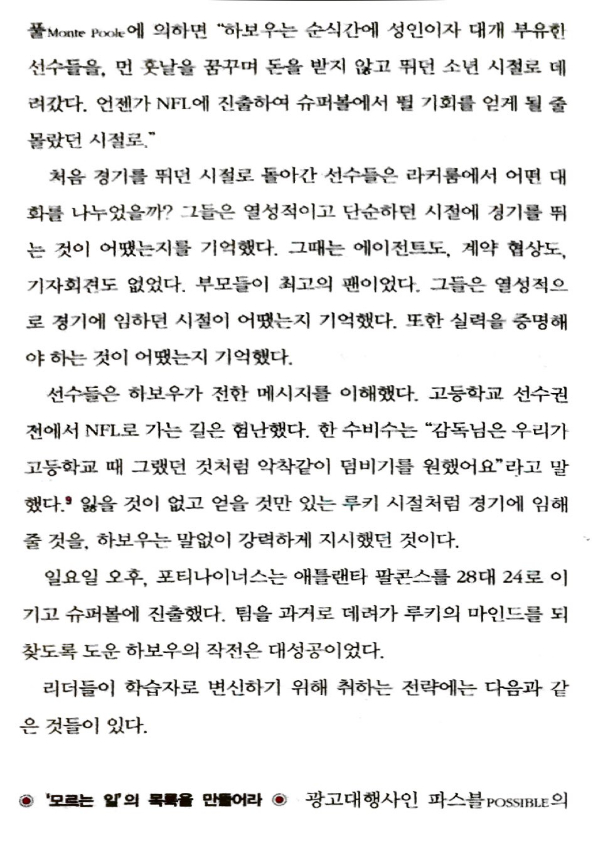 풀Monte Poole에 의하면 “하보우는 순식간에 성인이자 대개 부유한
선수들을, 먼 훗날을 꿈꾸며 돈을 받지 않고 뛰던 소년 시절로 데
려갔다. 언젠가 NFL에 진출하여 슈퍼볼에서 뛸 기회를 얻게 될 줄
몰랐던 시절로.”
처음 경기를 뛰던 시절로 돌아간 선수들은 라커룸에서 어떤 대
화를 나누었을까? 그들은 열성적이고 단순하던 시절에 경기를 뛰
는 것이 어땠는지를 기억했다. 그때는 에이전트도, 계약 협상도,
기자회견도 없었다. 부모들이 최고의 팬이었다. 그들은 열성적으
로 경기에 임하던 시절이 어땠는지 기억했다. 또한 실력을 증명해
야 하는 것이 어땠는지 기억했다.
선수들은 하보우가 전한 메시지를 이해했다. 고등학교 선수권
전에서 NFL로 가는 길은 험난했다. 한 수비수는 “감독님은 우리가
고등학교 때 그랬던 것처럼 악착같이 덤비기를 원했어요”라고 말
했다.9 잃을 것이 없고 얻을 것만 있는 루키 시절처럼 경기에 임해
줄 것을, 하보우는 말없이 강력하게 지시했던 것이다.
일요일 오후, 포티나이너스는 애틀랜타 팔콘스를 28대 24로 이
기고 슈퍼볼에 진출했다. 팀을 과거로 데려가 루키의 마인드를 되
찾도록 도운 하보우의 작전은 대성공이었다.
리더들이 학습자로 변신하기 위해 취하는 전략에는 다음과 같
은 것들이 있다.
◉ '모르는 일'의 목록을 만들어라 ◉ 광고대행사인 파스블POSSIBLE의